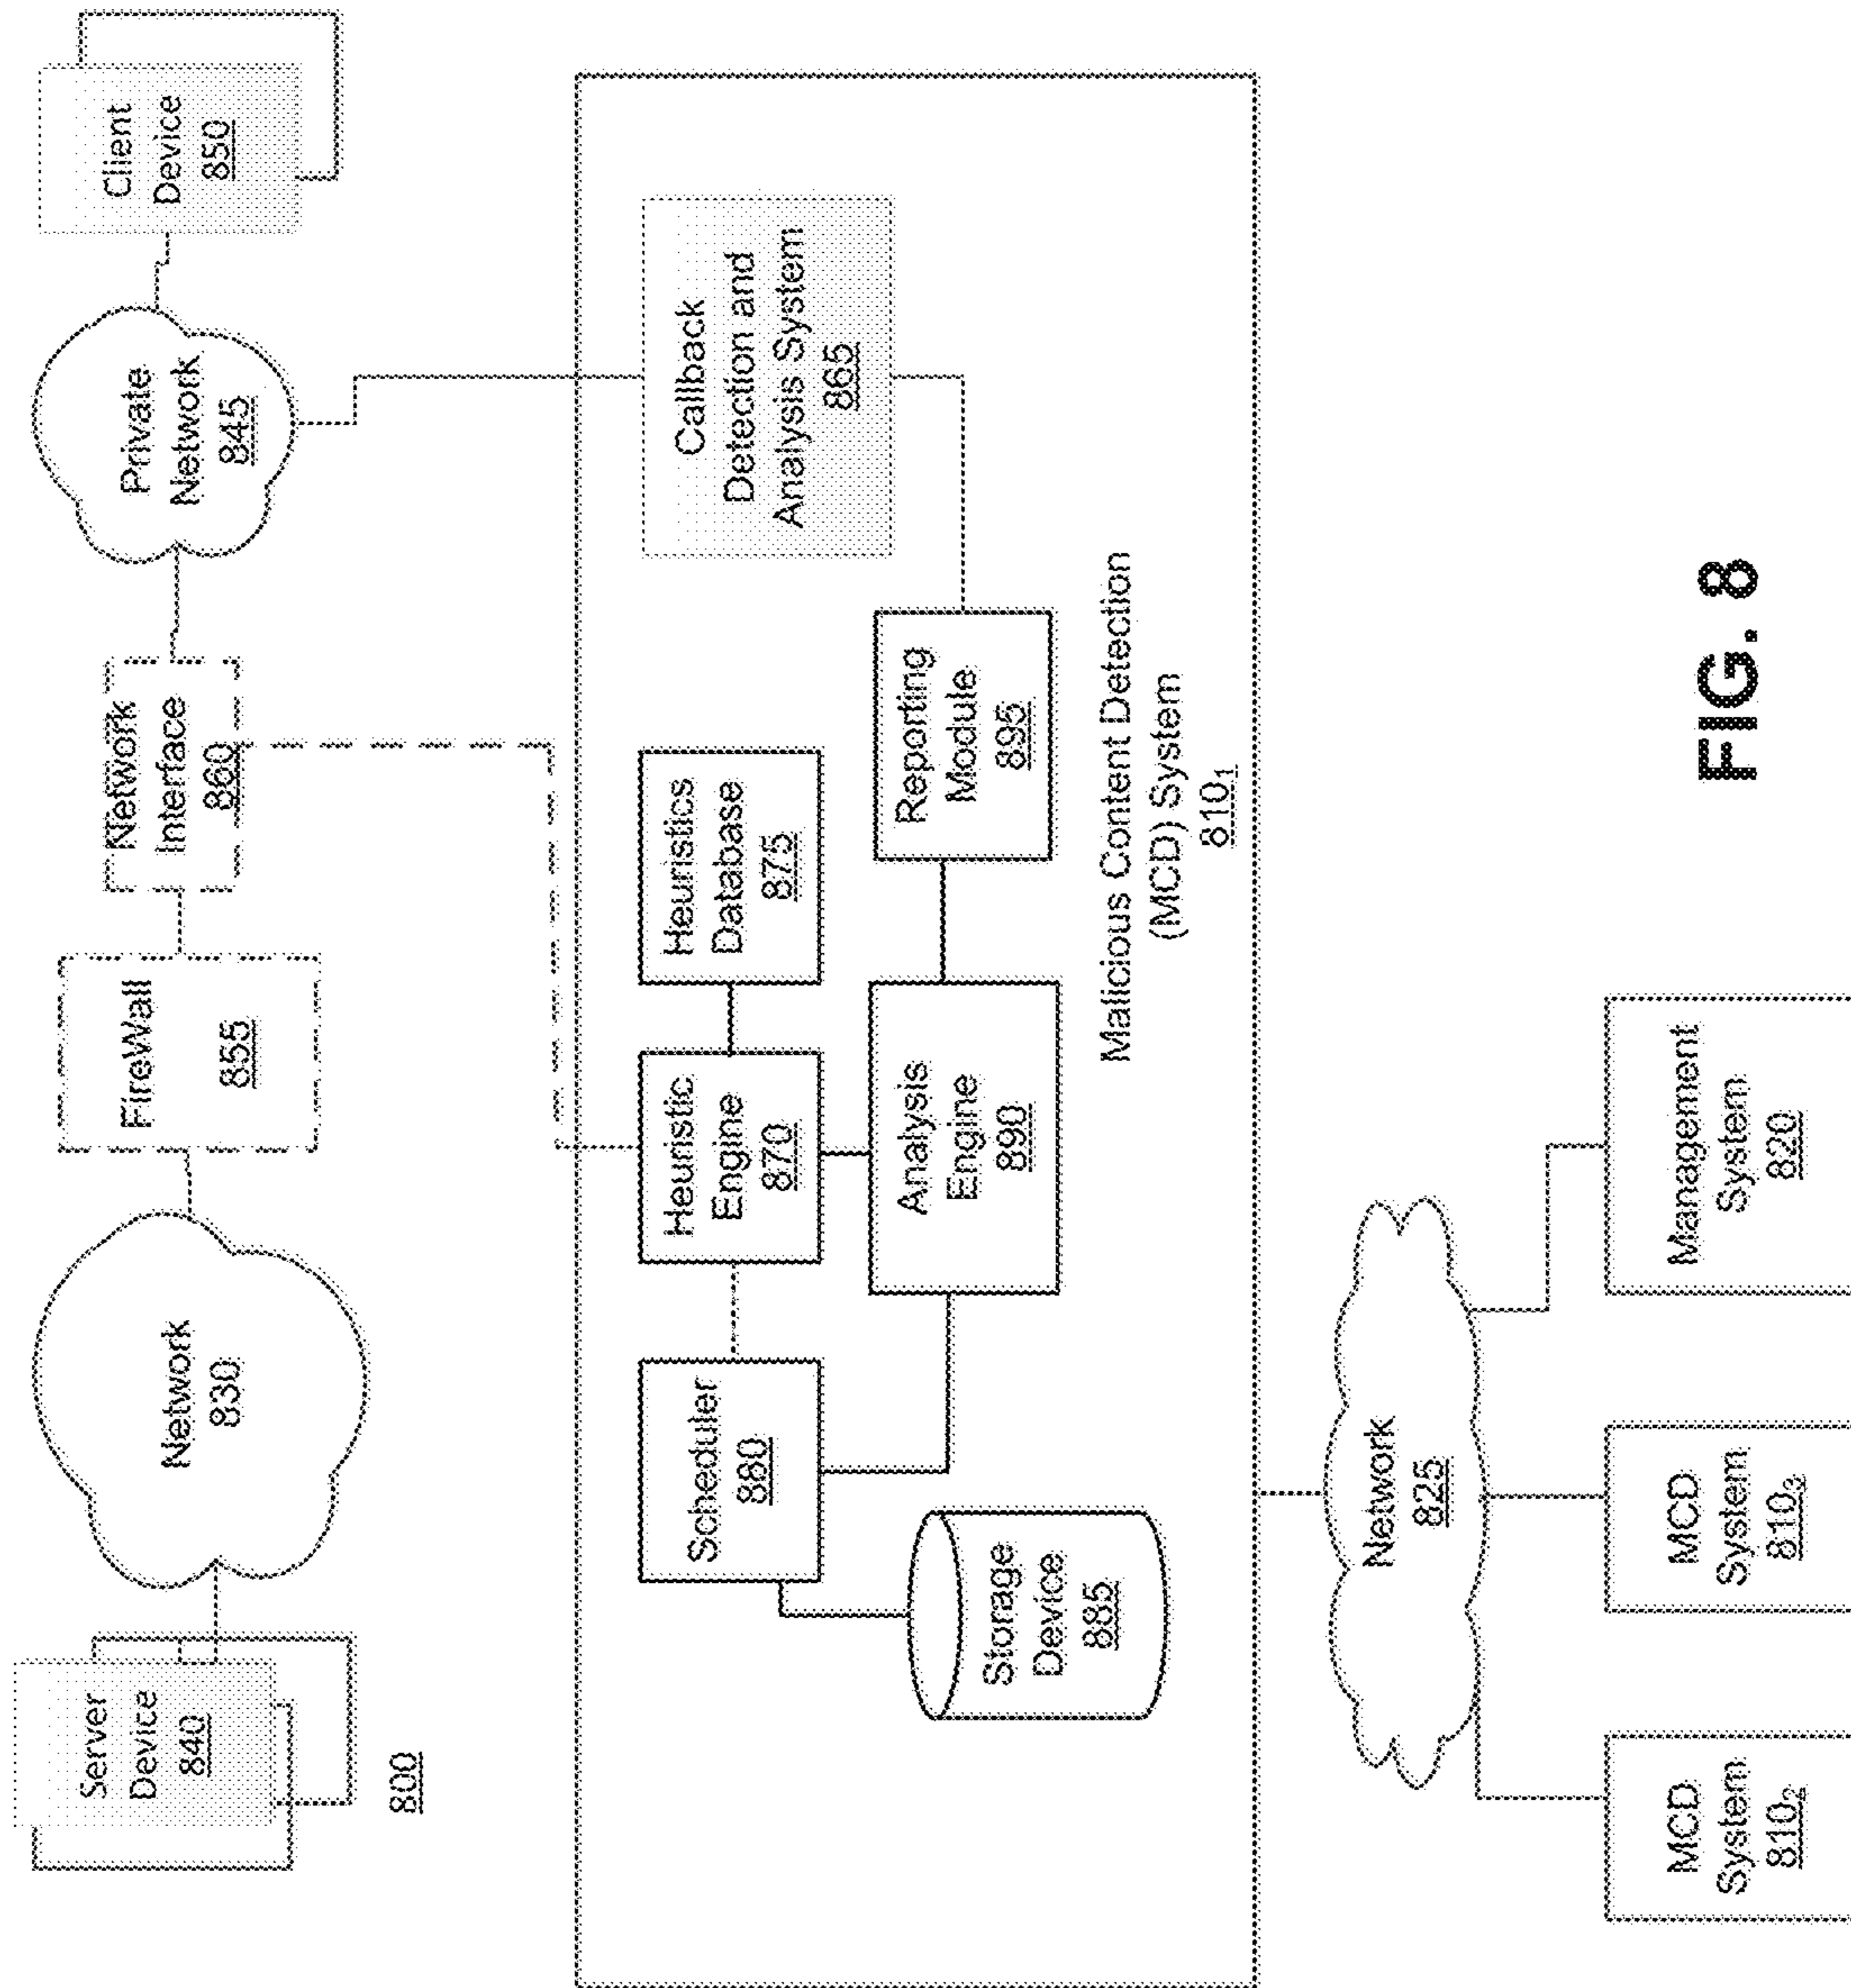 Server
Device
840
Network
830
FireWall
855
Network
Interface
860
Private
Network
845
Client
Device
850
800
Scheduler
880
Heuristic
Engine
870
Heuristics
Database
875
Callback
Detection and
Analysis System
865
Storage
Device
885
Analysis
Engine
890
Reporting
Module
895
Malicious Content Detection
(MCD) System
810₁
Network
825
MCD
System
810₂
MCD
System
810₃
Management
System
820
FIG. 8